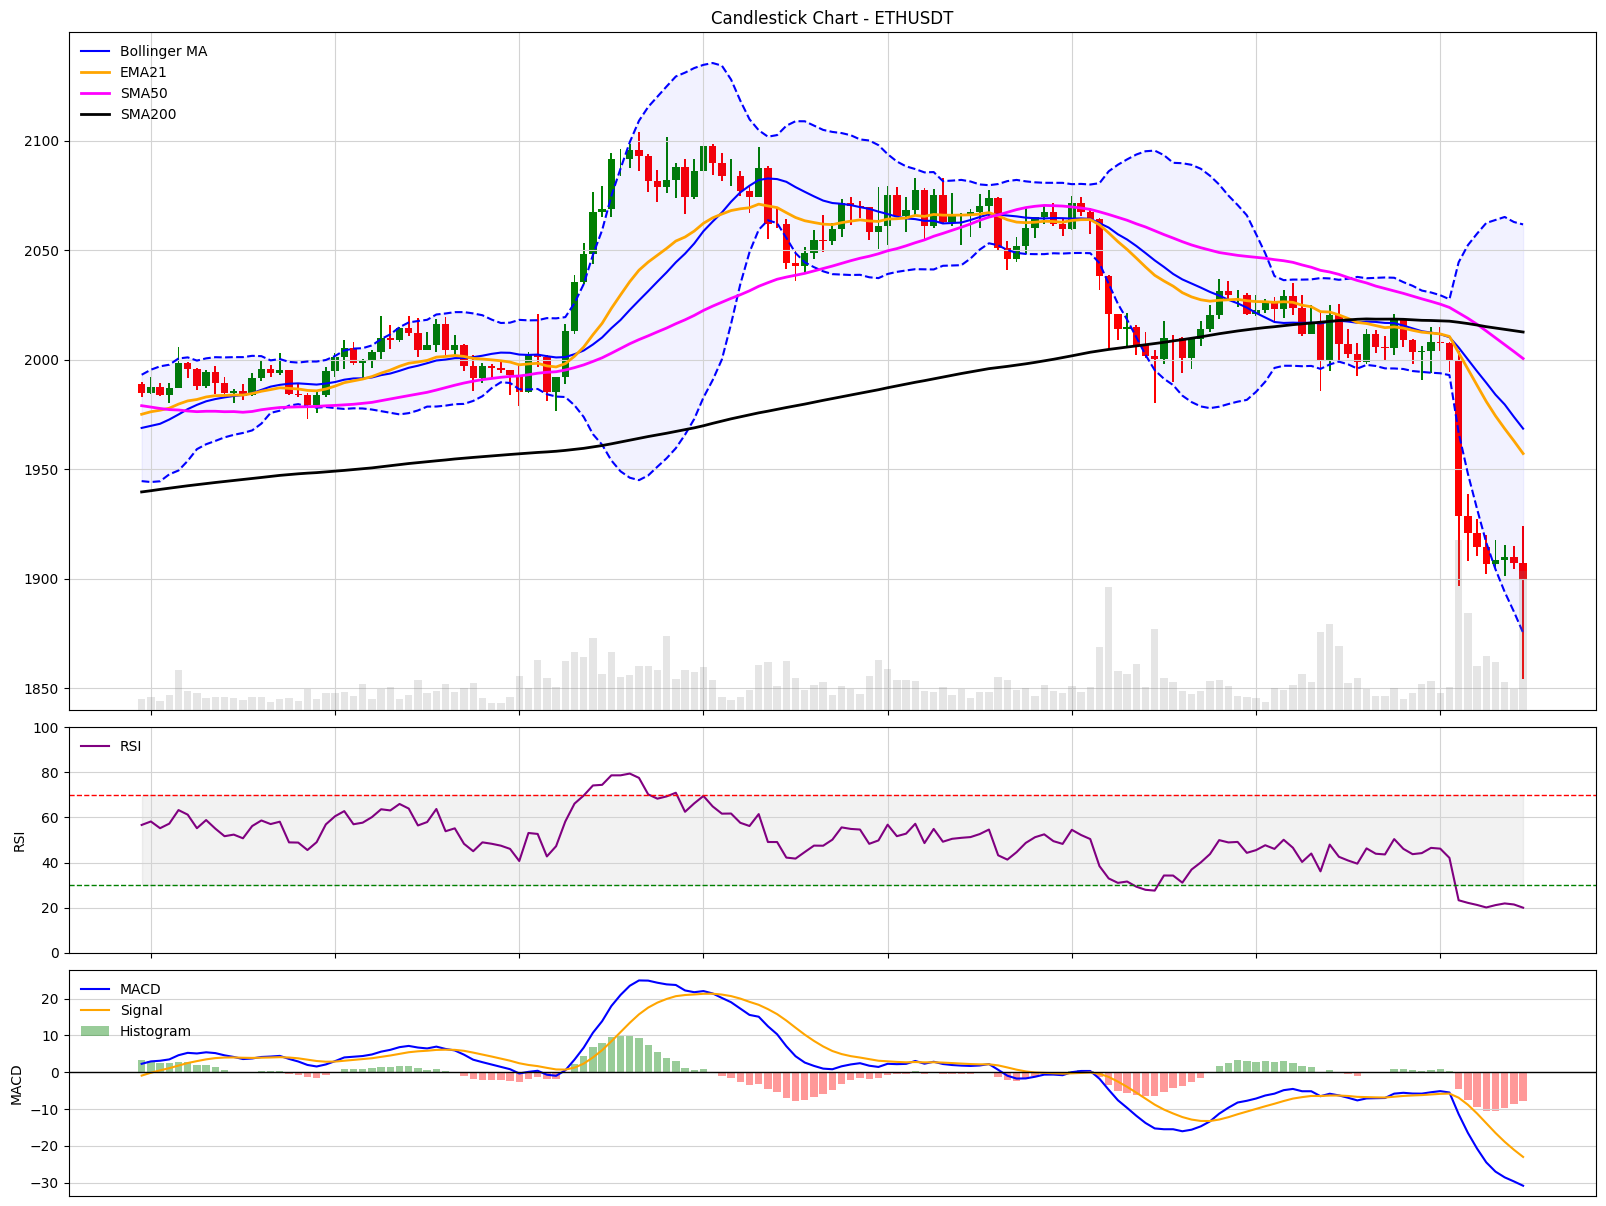 Candlestick Chart - ETHUSDT
Bollinger MA
EMA21
SMA50
SMA200
2100
2050
2000
1950
1900
1850
100
80
60
40
20
0
RSI
RSI
20
10
0
−10
−20
−30
MACD
MACD
Signal
Histogram